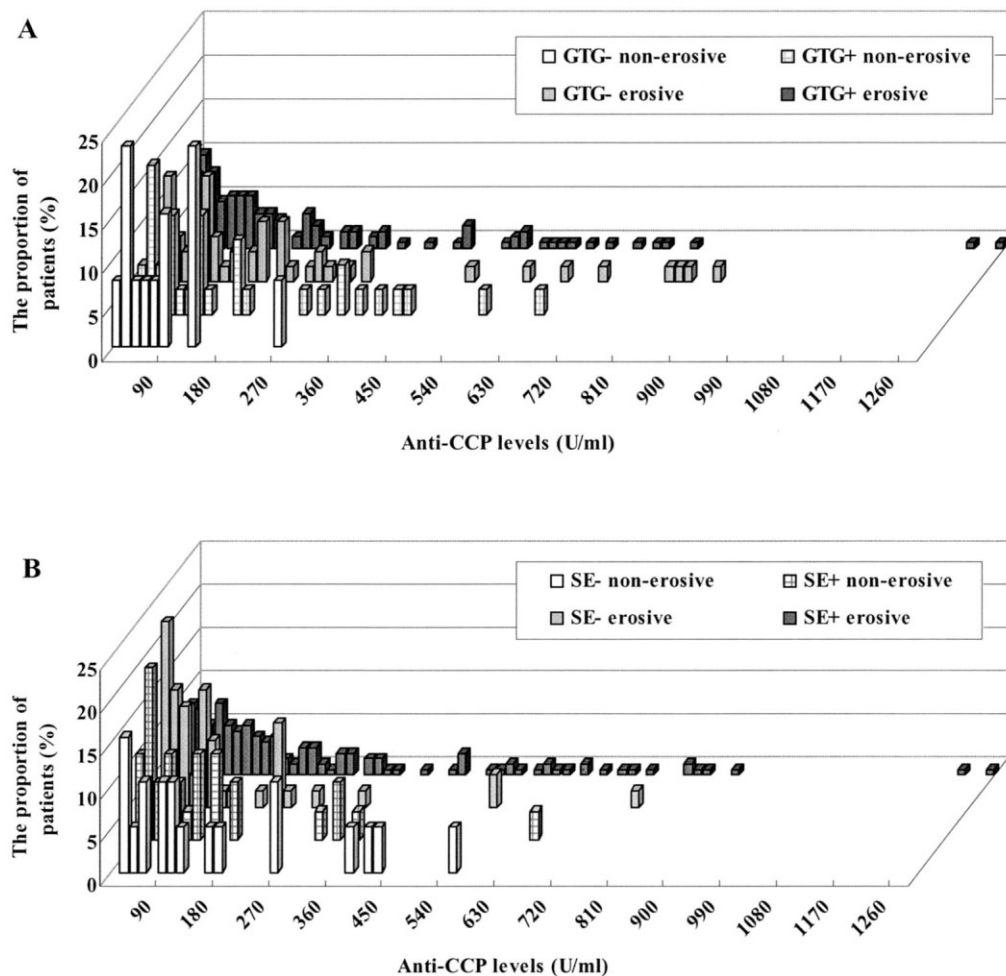 A
GTG- non-erosive
GTG+ non-erosive
GTG- erosive
GTG+ erosive
The proportion of
patients (%)
25
20
15
10
5
0
90 180 270 360 450 540 630 720 810 900 990 1080 1170 1260
Anti-CCP levels (U/ml)
B
SE- non-erosive
SE+ non-erosive
SE- erosive
SE+ erosive
The proportion of
patients (%)
25
20
15
10
5
0
90 180 270 360 450 540 630 720 810 900 990 1080 1170 1260
Anti-CCP levels (U/ml)